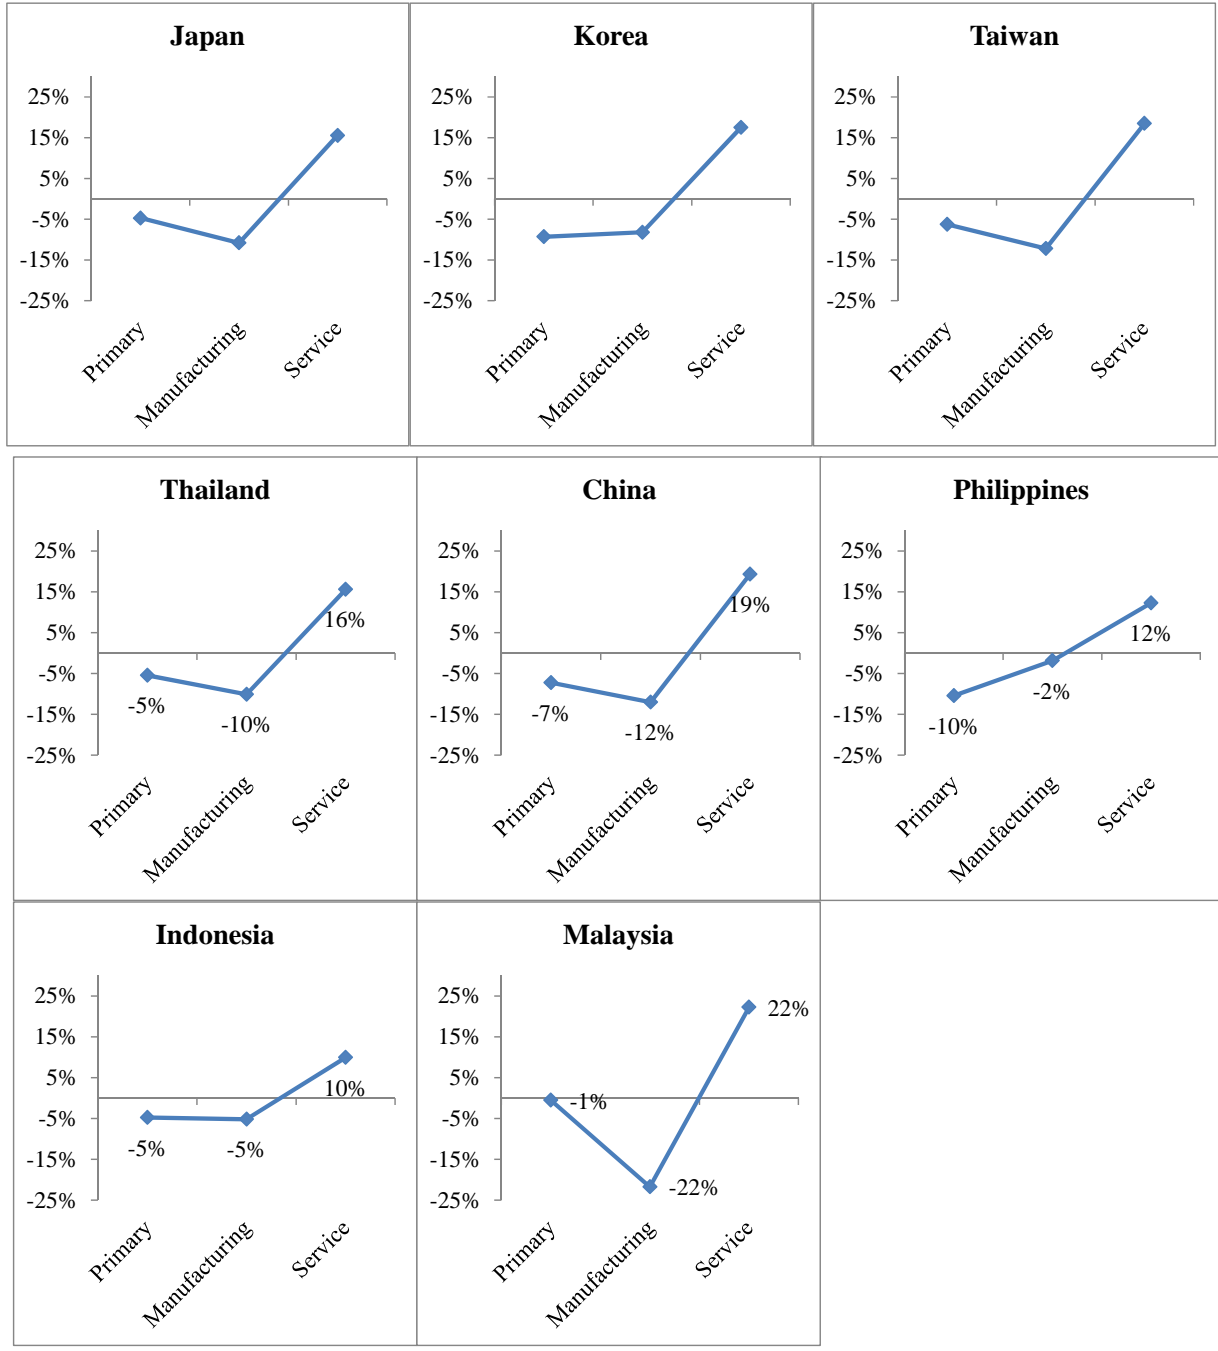 Japan
25%
15%
5%
-5%
-15%
-25%
Primary
Manufacturing
Service
Korea
25%
15%
5%
-5%
-15%
-25%
Primary
Manufacturing
Service
Taiwan
25%
15%
5%
-5%
-15%
-25%
Primary
Manufacturing
Service
Thailand
25%
15%
5%
-5%
-15%
-25%
-5%
-10%
16%
Primary
Manufacturing
Service
China
25%
15%
5%
-5%
-15%
-25%
-7%
-12%
19%
Primary
Manufacturing
Service
Philippines
25%
15%
5%
-5%
-15%
-25%
-10%
-2%
12%
Primary
Manufacturing
Service
Indonesia
25%
15%
5%
-5%
-15%
-25%
-5%
-5%
10%
Primary
Manufacturing
Service
Malaysia
25%
15%
5%
-5%
-15%
-25%
-1%
-22%
22%
Primary
Manufacturing
Service